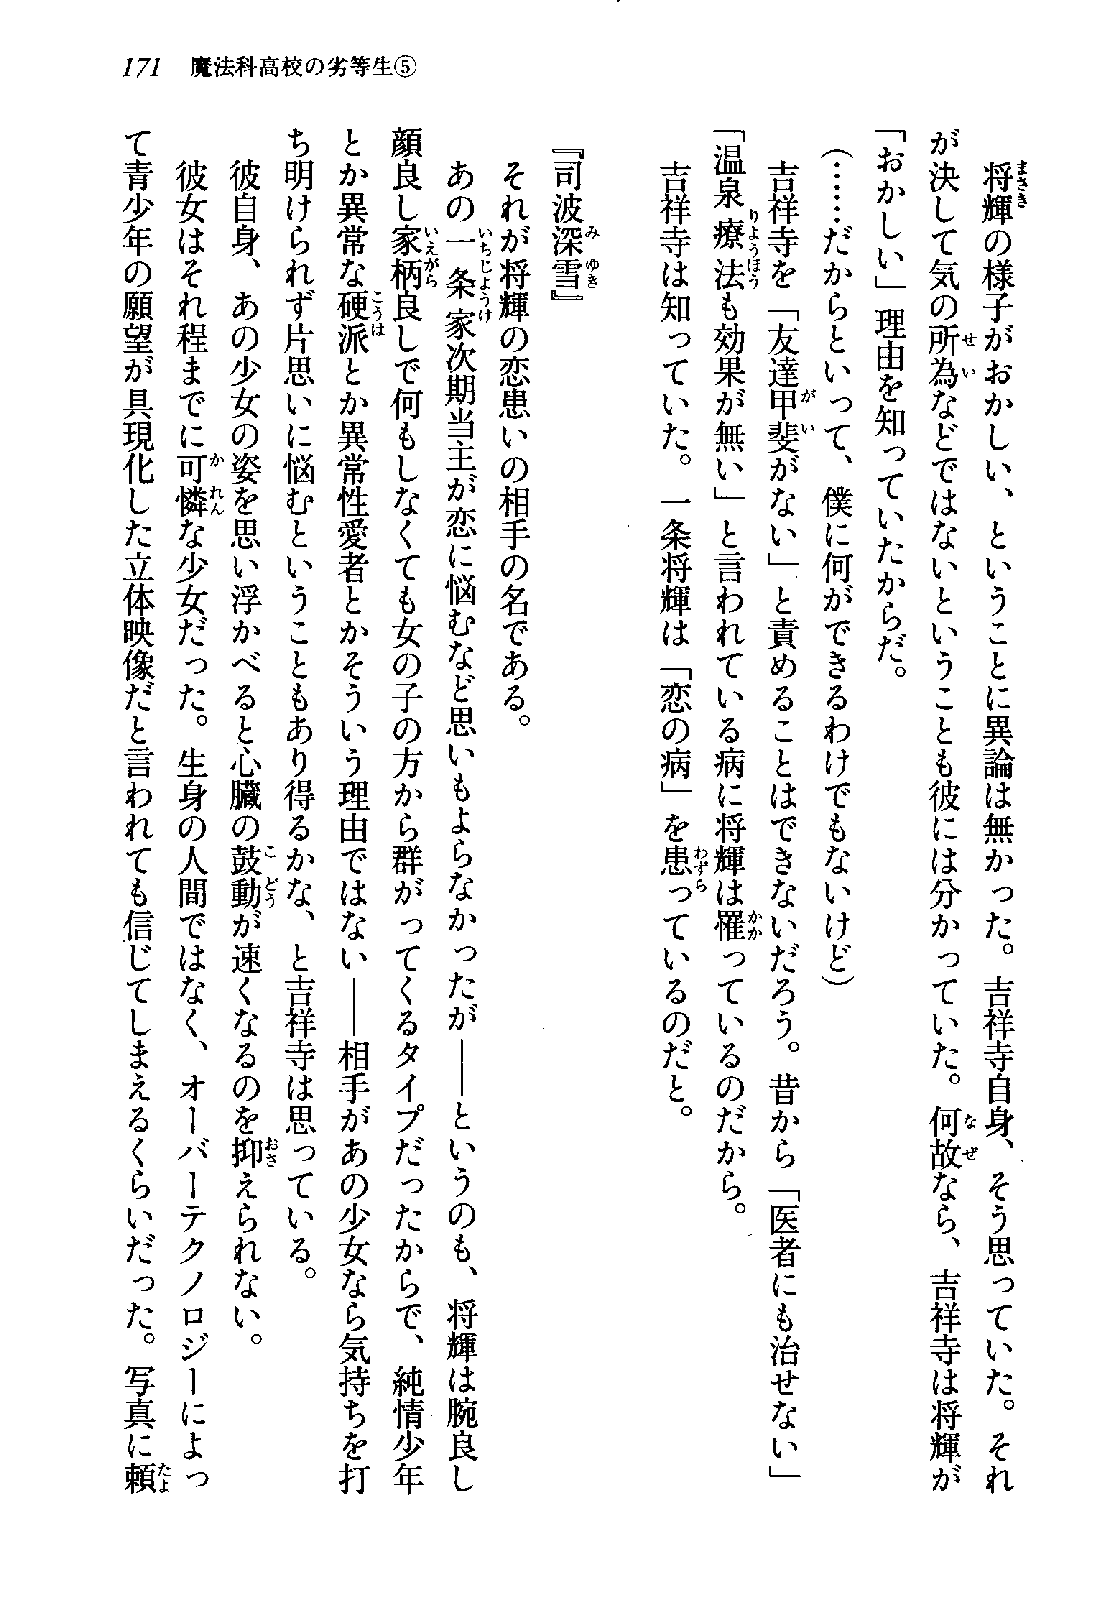 171 魔法科高校の劣等生⑤
将輝の様子がおかしい、ということに異論は無かった。吉祥寺自身、そう思っていた。それ
が決して気の所為などではないということも彼には分かっていた。何故なら、吉祥寺は将輝が
「おかしい」理由を知っていたからだ。
（……だからといって、僕に何ができるわけでもないけど）
吉祥寺を「友達甲斐がない」と責めることはできないだろう。昔から「医者にも治せない」
「温泉療法も効果が無い」と言われている病に将輝は罹っているのだから。
吉祥寺は知っていた。一条将輝は「恋の病」を患っているのだと。
『司波深雪』
それが将輝の恋患いの相手の名である。
あの一条家次期当主が恋に悩むなど思いもよらなかったが――というのも、将輝は腕良し
顔良し家柄良しで何もしなくても女の子の方から群がってくるタイプだったからで、純情少年
とか異常な硬派とか異常性愛者とかそういう理由ではない――相手があの少女なら気持ちを打
ち明けられず片思いに悩むということもあり得るかな、と吉祥寺は思っている。
彼自身、あの少女の姿を思い浮かべると心臓の鼓動が速くなるのを抑えられない。
彼女はそれ程までに可憐な少女だった。生身の人間ではなく、オーバーテクノロジーによっ
て青少年の願望が具現化した立体映像だと言われても信じてしまえるくらいだった。写真に頼